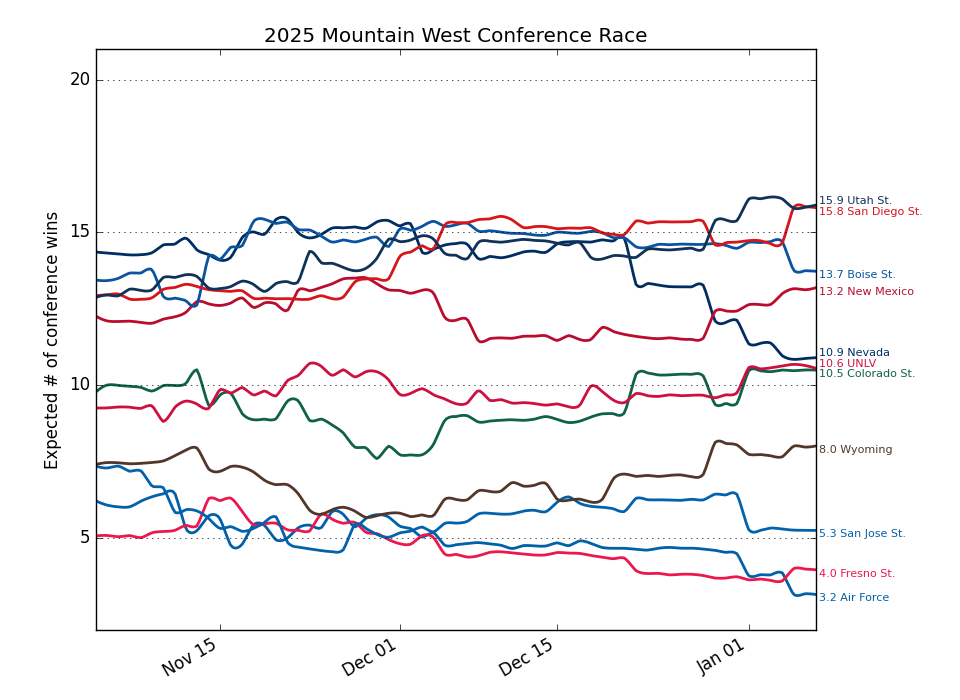 2025 Mountain West Conference Race
Expected # of conference wins
20
15
10
5
15.9 Utah St.
15.8 San Diego St.
13.7 Boise St.
13.2 New Mexico
10.9 Nevada
10.6 UNLV
10.5 Colorado St.
8.0 Wyoming
5.3 San Jose St.
4.0 Fresno St.
3.2 Air Force
Nov 15
Dec 01
Dec 15
Jan 01